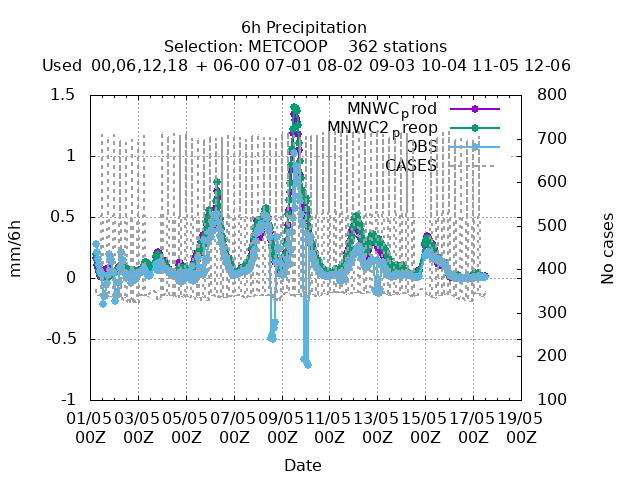 6h Precipitation
Selection: METCOOP    362 stations
Used  00,06,12,18  + 06-00 07-01 08-02 09-03 10-04 11-05 12-06
1.5
1
0.5
0
-0.5
-1
mm/6h
MNWCprod
MNWC2preop
OBS
CASES
800
700
600
500
400
300
200
100
No cases
01/05 03/05 05/05 07/05 09/05 11/05 13/05 15/05 17/05 19/05
00Z 00Z 00Z 00Z 00Z 00Z 00Z 00Z 00Z 00Z
Date